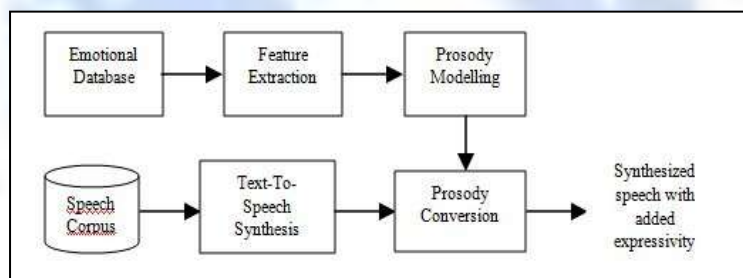 Emotional
Database
Feature
Extraction
Prosody
Modelling
Speech
Corpus
Text-To-
Speech
Synthesis
Prosody
Conversion
Synthesized
speech with
added
expressivity